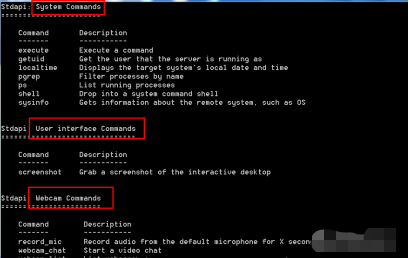 Stdapi: System Commands
=======================
Command Description
------- -----------
execute Execute a command
getuid Get the user that the server is running as
localtime Displays the target system's local date and time
pgrep Filter processes by name
ps List running processes
shell Drop into a system command shell
sysinfo Gets information about the remote system, such as OS
Stdapi: User interface Commands
===============================
Command Description
------- -----------
screenshot Grab a screenshot of the interactive desktop
Stdapi: Webcam Commands
=======================
Command Description
------- -----------
record_mic Record audio from the default microphone for X secon
webcam_chat Start a video chat